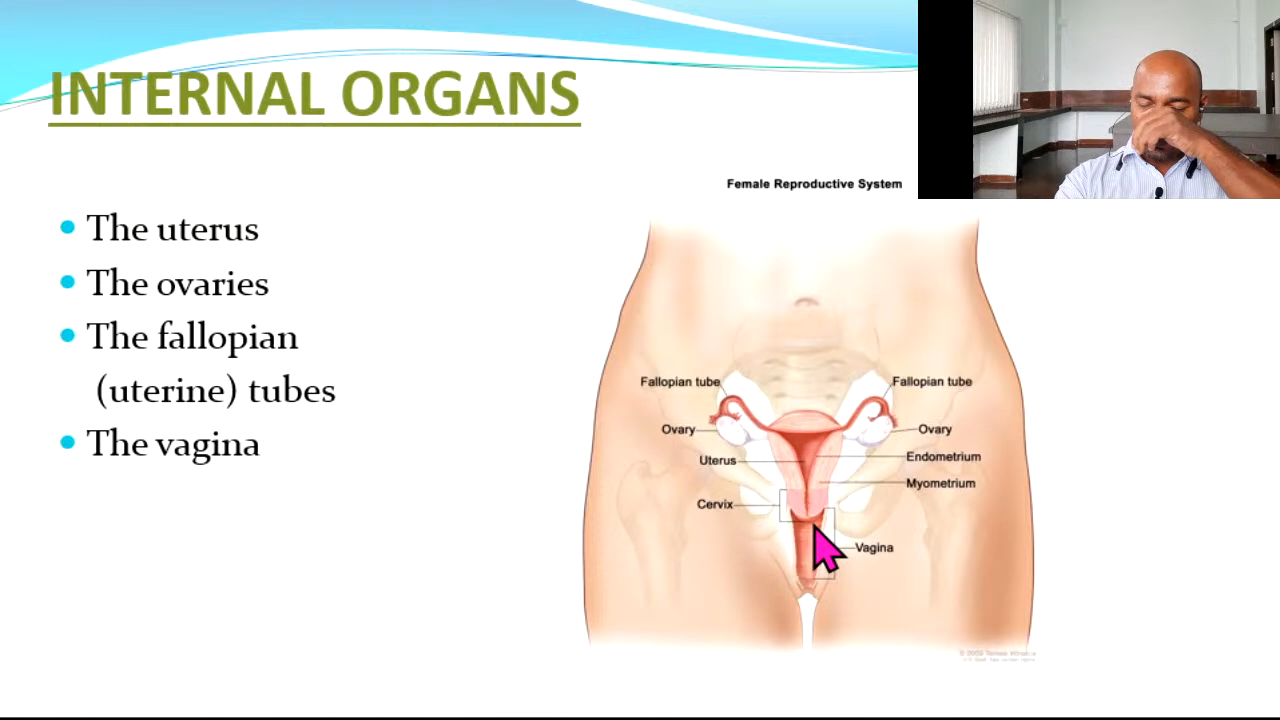 INTERNAL ORGANS
The uterus
The ovaries
The fallopian
(uterine) tubes
The vagina
Female Reproductive System
Fallopian tube
Fallopian tube
Ovary
Ovary
Uterus
Endometrium
Myometrium
Cervix
Vagina